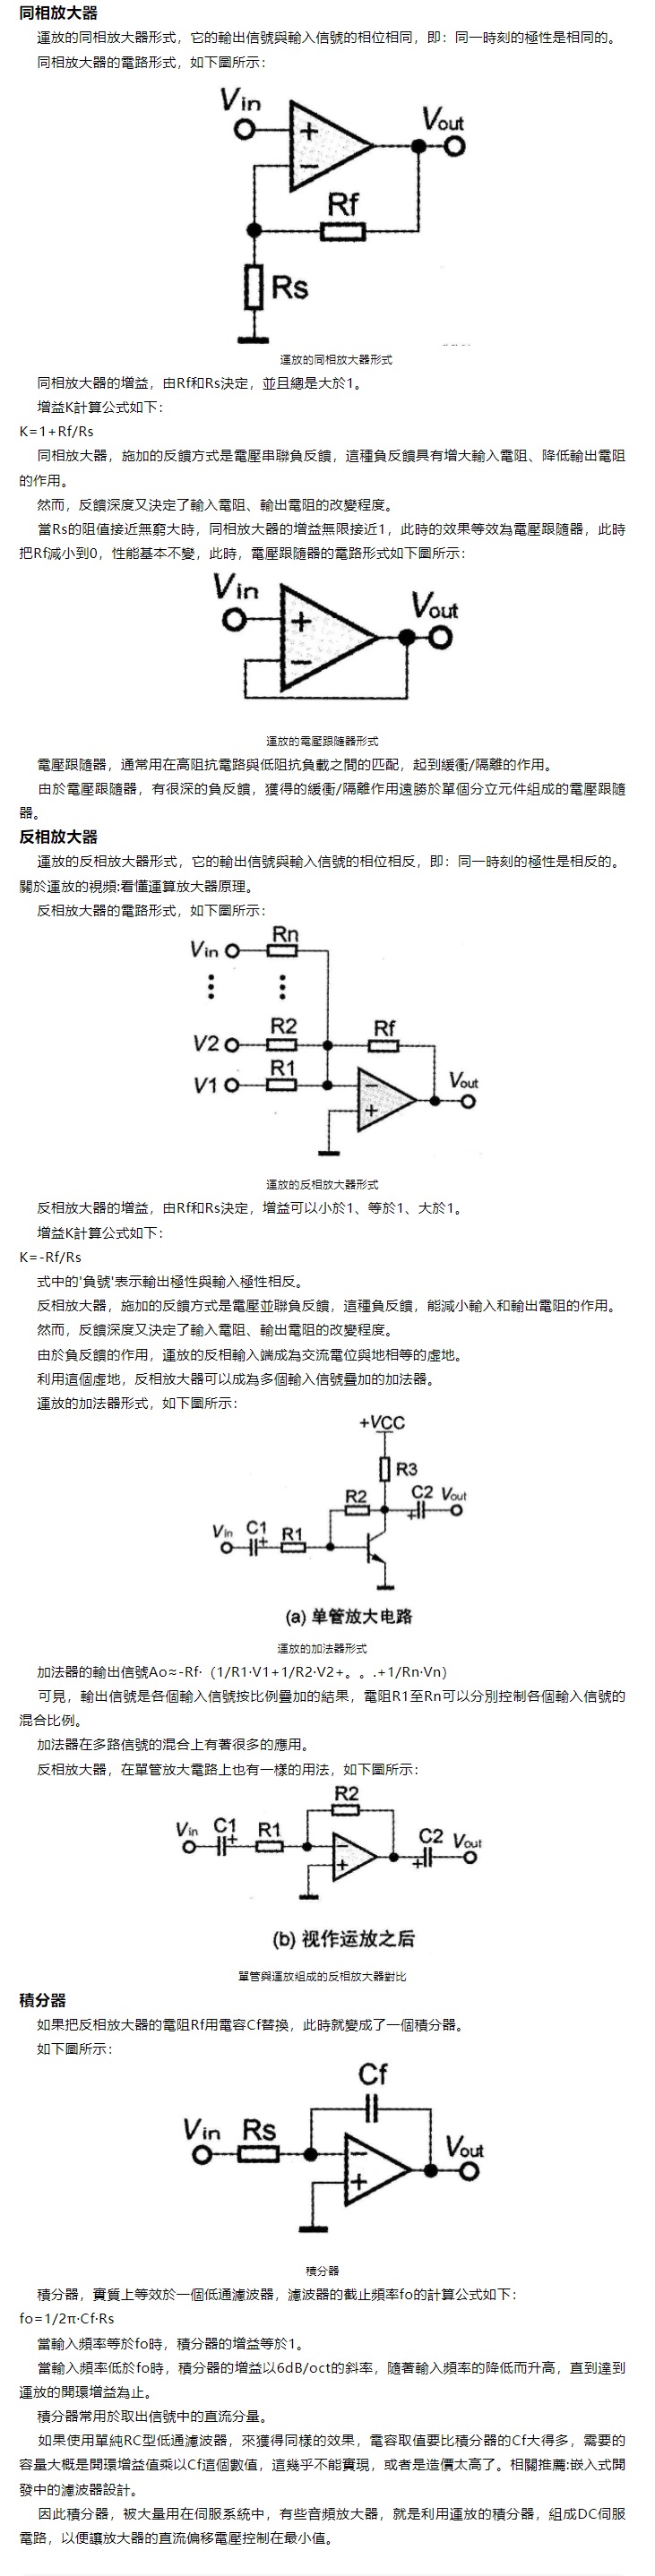 同相放大器
運放的同相放大器形式，它的輸出信號與輸入信號的相位相同，即：同一時刻的極性是相同的。
同相放大器的電路形式，如下圖所示：
Vin
Vout
+
−
Rf
Rs
運放的同相放大器形式
同相放大器的增益，由Rf和Rs決定，並且總是大於1。
增益K計算公式如下：
K=1+Rf/Rs
同相放大器，施加的反饋方式是電壓串聯負反饋，這種負反饋具有增大輸入電阻、降低輸出電阻
的作用。
然而，反饋深度又決定了輸入電阻、輸出電阻的改變程度。
當Rs的阻值接近無窮大時，同相放大器的增益無限接近1，此時的效果等效為電壓跟隨器，此時
把Rf減小到0，性能基本不變，此時，電壓跟隨器的電路形式如下圖所示：
Vin
Vout
+
−
運放的電壓跟隨器形式
電壓跟隨器，通常用在高阻抗電路與低阻抗負載之間的匹配，起到緩衝/隔離的作用。
由於電壓跟隨器，有很深的負反饋，獲得的緩衝/隔離作用遠勝於單個分立元件組成的電壓跟隨
器。
反相放大器
運放的反相放大器形式，它的輸出信號與輸入信號的相位相反，即：同一時刻的極性是相反的。
關於運放的視頻:看懂運算放大器原理。
反相放大器的電路形式，如下圖所示：
Vin Rn
V2 R2 Rf
V1 R1
Vout
−
+
運放的反相放大器形式
反相放大器的增益，由Rf和Rs決定，增益可以小於1、等於1、大於1。
增益K計算公式如下：
K=-Rf/Rs
式中的'負號'表示輸出極性與輸入極性相反。
反相放大器，施加的反饋方式是電壓並聯負反饋，這種負反饋，能減小輸入和輸出電阻的作用。
然而，反饋深度又決定了輸入電阻、輸出電阻的改變程度。
由於負反饋的作用，運放的反相輸入端成為交流電位與地相等的虛地。
利用這個虛地，反相放大器可以成為多個輸入信號疊加的加法器。
運放的加法器形式，如下圖所示：
+VCC
R3
R2 C2 Vout
+
Vin C1 R1
+
(a) 单管放大电路
運放的加法器形式
加法器的輸出信號Ao≈-Rf·（1/R1·V1+1/R2·V2+。。.+1/Rn·Vn）
可見，輸出信號是各個輸入信號按比例疊加的結果，電阻R1至Rn可以分別控制各個輸入信號的
混合比例。
加法器在多路信號的混合上有著很多的應用。
反相放大器，在單管放大電路上也有一樣的用法，如下圖所示：
R2
Vin C1 R1
+
−
+
C2 Vout
+
(b) 视作运放之后
單管與運放組成的反相放大器對比
積分器
如果把反相放大器的電阻Rf用電容Cf替換，此時就變成了一個積分器。
如下圖所示：
Cf
Vin Rs
−
+
Vout
積分器
積分器，實質上等效於一個低通濾波器，濾波器的截止頻率fo的計算公式如下：
fo=1/2π·Cf·Rs
當輸入頻率等於fo時，積分器的增益等於1。
當輸入頻率低於fo時，積分器的增益以6dB/oct的斜率，隨著輸入頻率的降低而升高，直到達到
運放的開環增益為止。
積分器常用於取出信號中的直流分量。
如果使用單純RC型低通濾波器，來獲得同樣的效果，電容取值要比積分器的Cf大得多，需要的
容量大概是開環增益值乘以Cf這個數值，這幾乎不能實現，或者是造價太高了。相關推薦:嵌入式開
發中的濾波器設計。
因此積分器，被大量用在伺服系統中，有些音頻放大器，就是利用運放的積分器，組成DC伺服
電路，以便讓放大器的直流偏移電壓控制在最小值。